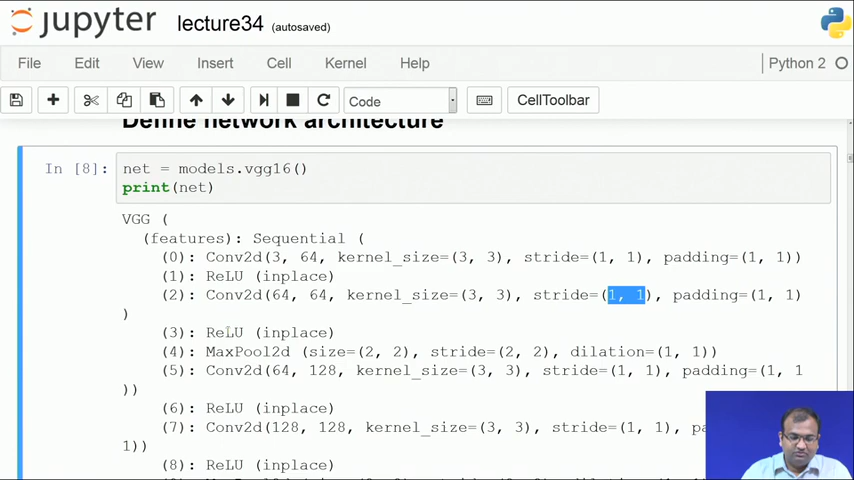 jupyter lecture34 (autosaved)
File Edit View Insert Cell Kernel Help Python 2
Code CellToolbar
Define network architecture
In [8]: net = models.vgg16()
print(net)
VGG (
(features): Sequential (
(0): Conv2d(3, 64, kernel_size=(3, 3), stride=(1, 1), padding=(1, 1))
(1): ReLU (inplace)
(2): Conv2d(64, 64, kernel_size=(3, 3), stride=(1, 1), padding=(1, 1)
)
(3): ReLU (inplace)
(4): MaxPool2d (size=(2, 2), stride=(2, 2), dilation=(1, 1))
(5): Conv2d(64, 128, kernel_size=(3, 3), stride=(1, 1), padding=(1, 1
))
(6): ReLU (inplace)
(7): Conv2d(128, 128, kernel_size=(3, 3), stride=(1, 1),
1))
(8): ReLU (inplace)